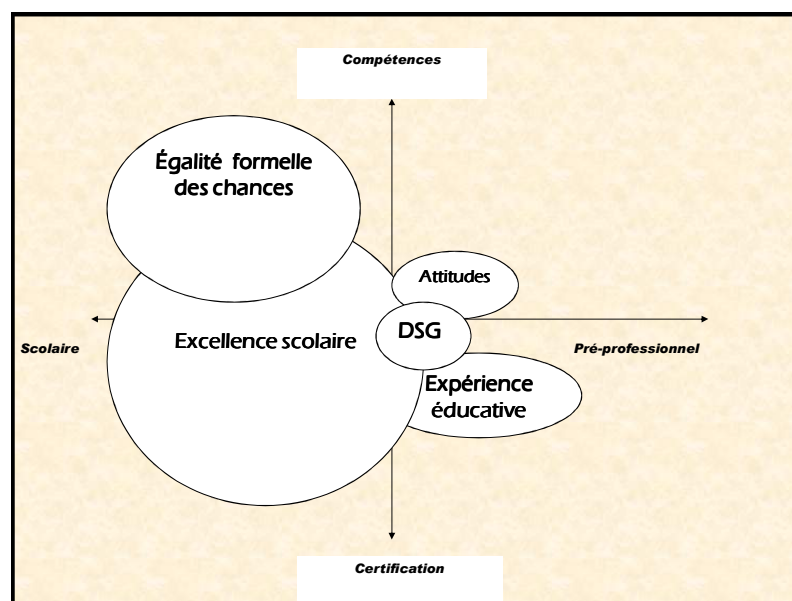 Compétences
Égalité formelle
des chances
Attitudes
DSG
Excellence scolaire
Scolaire
Pré-professionnel
Expérience
éducative
Certification